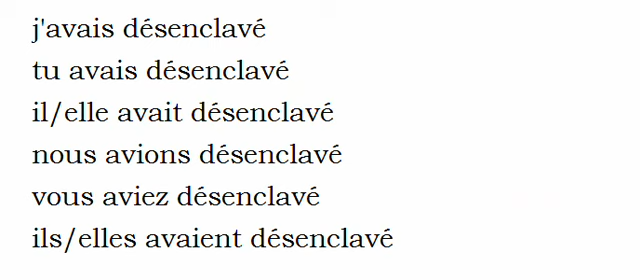 j'avais désenclavé
tu avais désenclavé
il/elle avait désenclavé
nous avions désenclavé
vous aviez désenclavé
ils/elles avaient désenclavé